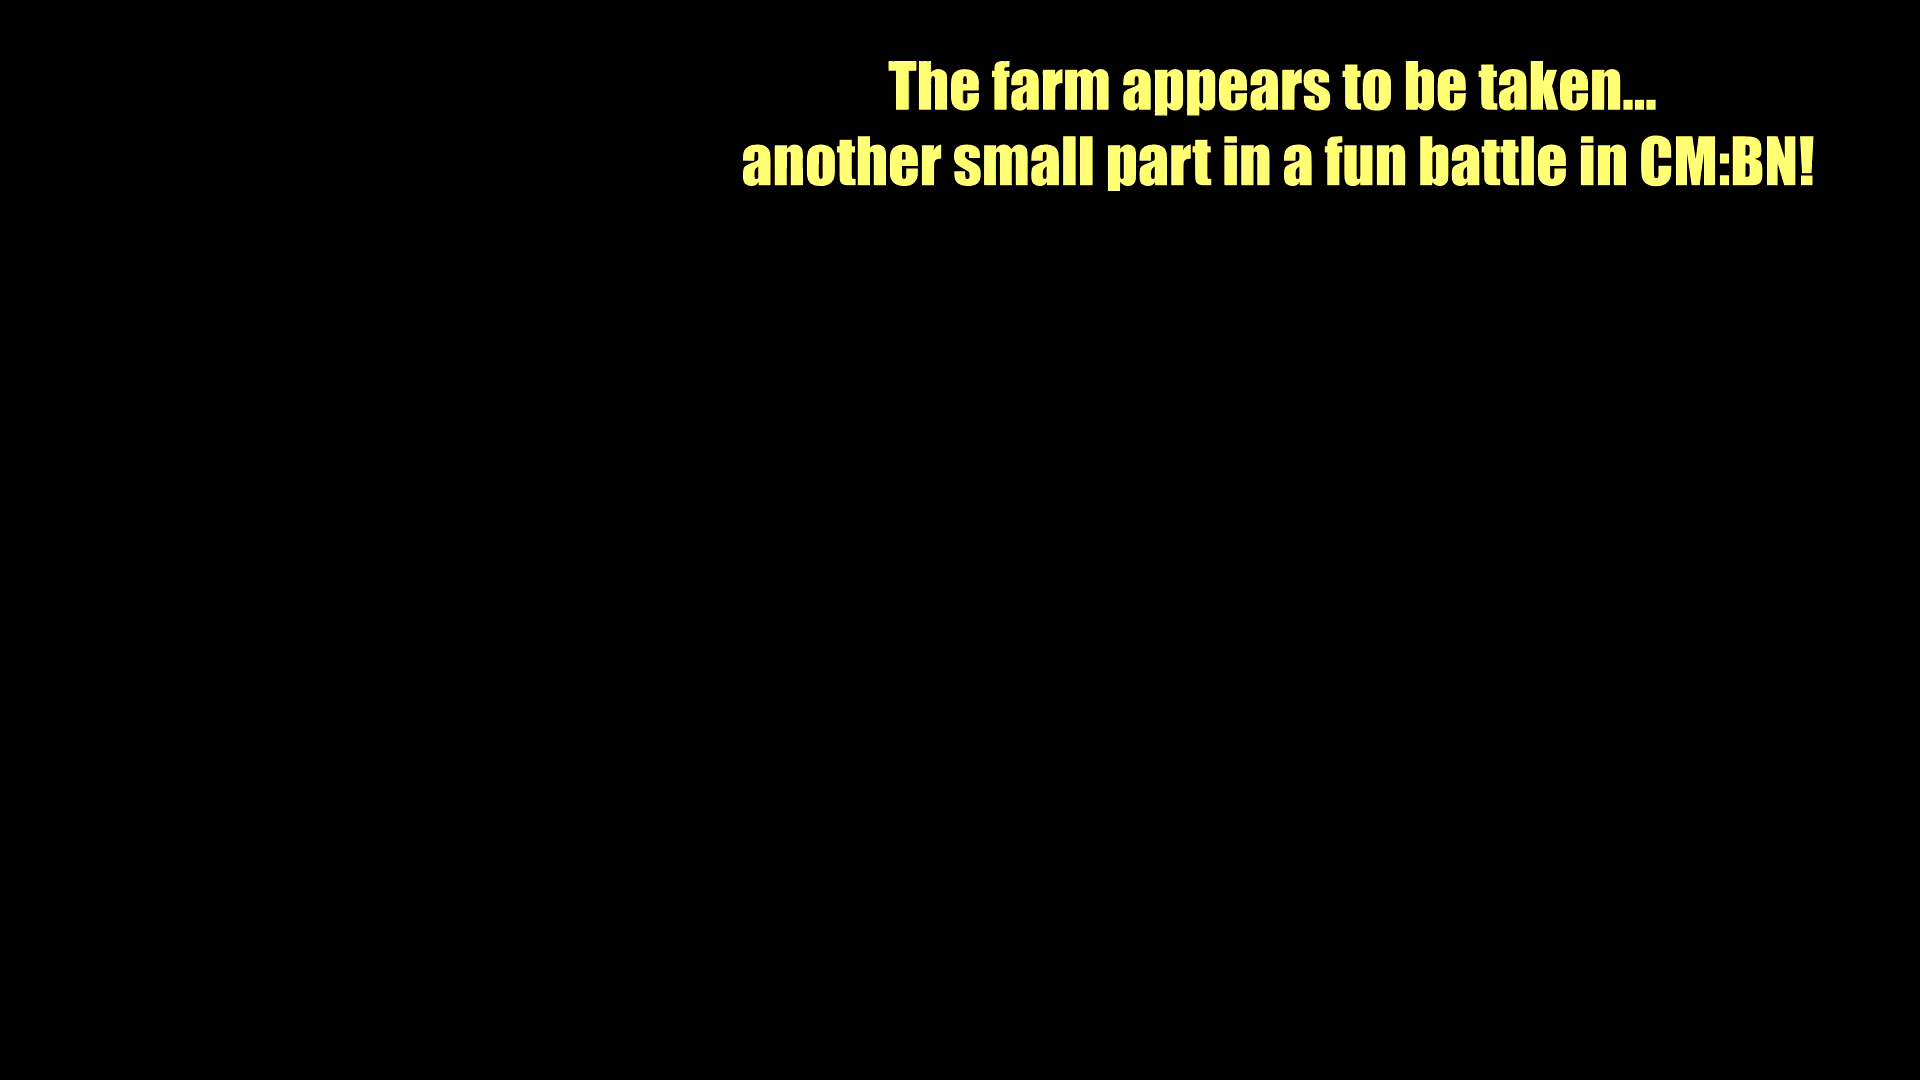 The farm appears to be taken...
another small part in a fun battle in CM:BN!